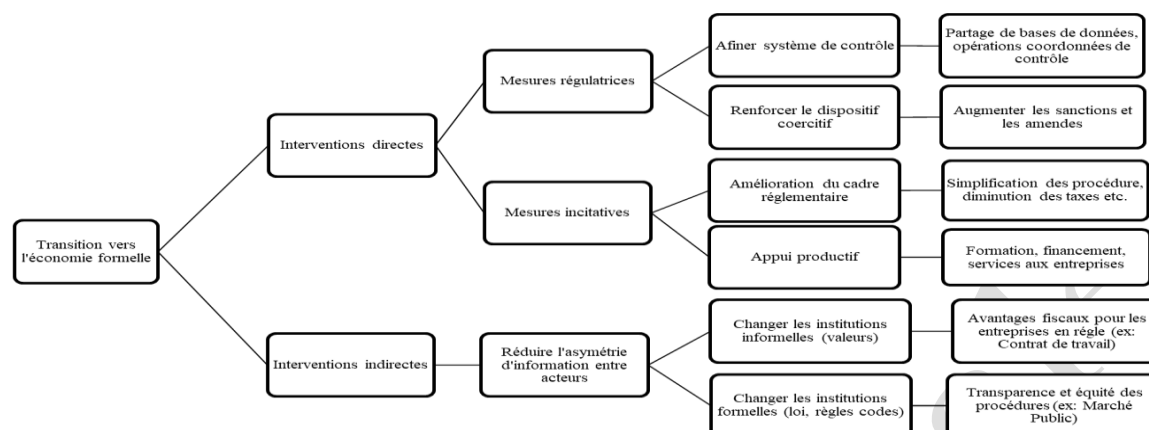 Afiner système de contrôle
Partage de bases de données,
opérations coordonnées de
contrôle
Mesures régulatrices
Renforcer le dispositif
coercitif
Augmenter les sanctions et
les amendes
Interventions directes
Mesures incitatives
Amélioration du cadre
réglementaire
Simplification des procédure,
diminution des taxes etc.
Transition vers
l'économie formelle
Appui productif
Formation, financement,
services aux entreprises
Interventions indirectes
Réduire l'asymétrie
d'information entre
acteurs
Changer les institutions
informelles (valeurs)
Avantages fiscaux pour les
entreprises en régle (ex:
Contrat de travail)
Changer les institutions
formelles (loi, règles codes)
Transparence et équité des
procédures (ex: Marché
Public)